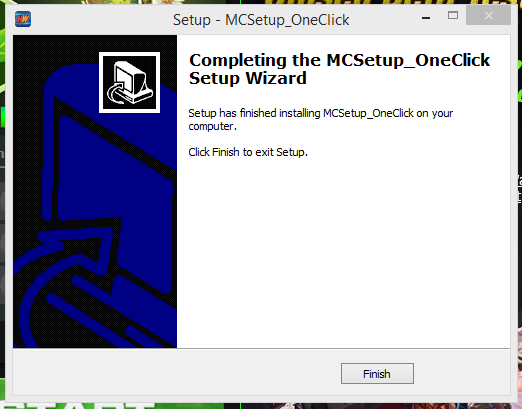 Setup - MCSetup_OneClick
Completing the MCSetup_OneClick
Setup Wizard
Setup has finished installing MCSetup_OneClick on your
computer.
Click Finish to exit Setup.
Finish